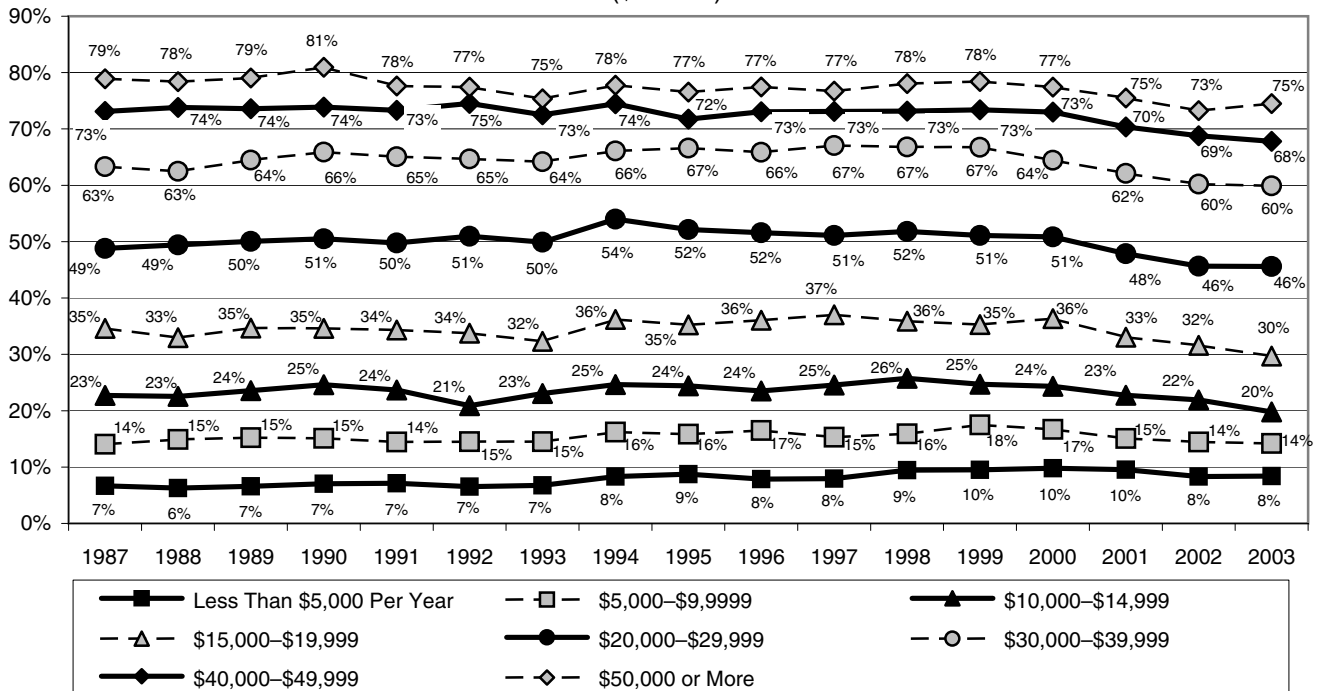 90%
79% 78% 79% 81% 78% 77% 75% 78% 77% 77% 77% 78% 78% 77% 75% 73% 75%
80%
73% 74% 74% 74% 73% 75% 73% 74% 72% 73% 73% 73% 73% 73% 70% 69% 68%
70%
63% 63% 64% 66% 65% 65% 64% 66% 67% 66% 67% 67% 67% 64% 62% 60% 60%
60%
50%
49% 49% 50% 51% 50% 51% 50% 54% 52% 52% 51% 52% 51% 51% 48% 46% 46%
40%
35% 33% 35% 35% 34% 34% 32% 36% 35% 36% 37% 36% 35% 36% 33% 32% 30%
30%
23% 23% 24% 25% 24% 21% 23% 25% 24% 24% 25% 26% 25% 24% 23% 22% 20%
20%
14% 15% 15% 15% 14% 15% 15% 16% 16% 17% 15% 16% 18% 17% 15% 14% 14%
10%
7% 6% 7% 7% 7% 7% 7% 8% 9% 8% 8% 9% 10% 10% 10% 8% 8%
0%
1987 1988 1989 1990 1991 1992 1993 1994 1995 1996 1997 1998 1999 2000 2001 2002 2003
Less Than $5,000 Per Year $5,000–$9,9999 $10,000–$14,999
$15,000–$19,999 $20,000–$29,999 $30,000–$39,999
$40,000–$49,999 $50,000 or More